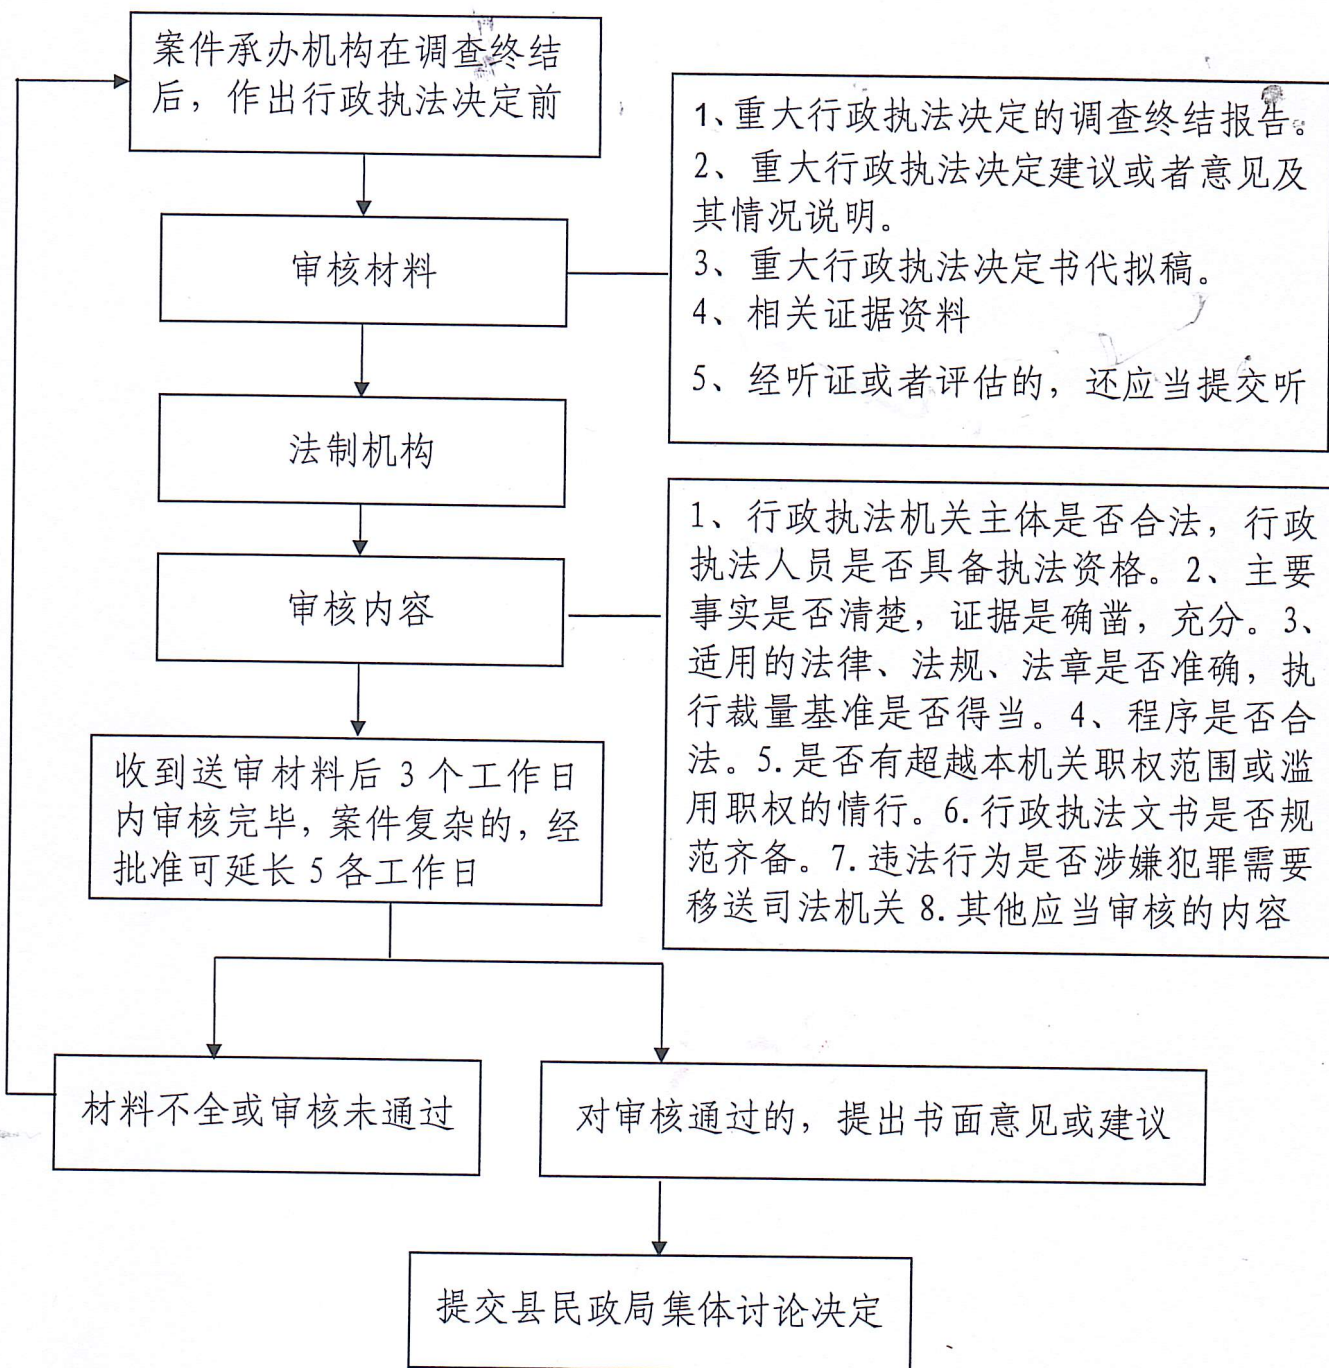 案件承办机构在调查终结
后，作出行政执法决定前
审核材料
1、重大行政执法决定的调查终结报告。
2、重大行政执法决定建议或者意见及
其情况说明。
3、重大行政执法决定书代拟稿。
4、相关证据资料
5、经听证或者评估的，还应当提交听
法制机构
审核内容
1、行政执法机关主体是否合法，行政
执法人员是否具备执法资格。2、主要
事实是否清楚，证据是确凿，充分。3、
适用的法律、法规、法章是否准确，执
行裁量基准是否得当。4、程序是否合
法。5.是否有超越本机关职权范围或滥
用职权的情行。6.行政执法文书是否规
范齐备。7.违法行为是否涉嫌犯罪需要
移送司法机关 8.其他应当审核的内容
收到送审材料后 3 个工作日
内审核完毕，案件复杂的，经
批准可延长 5 各工作日
材料不全或审核未通过
对审核通过的，提出书面意见或建议
提交县民政局集体讨论决定